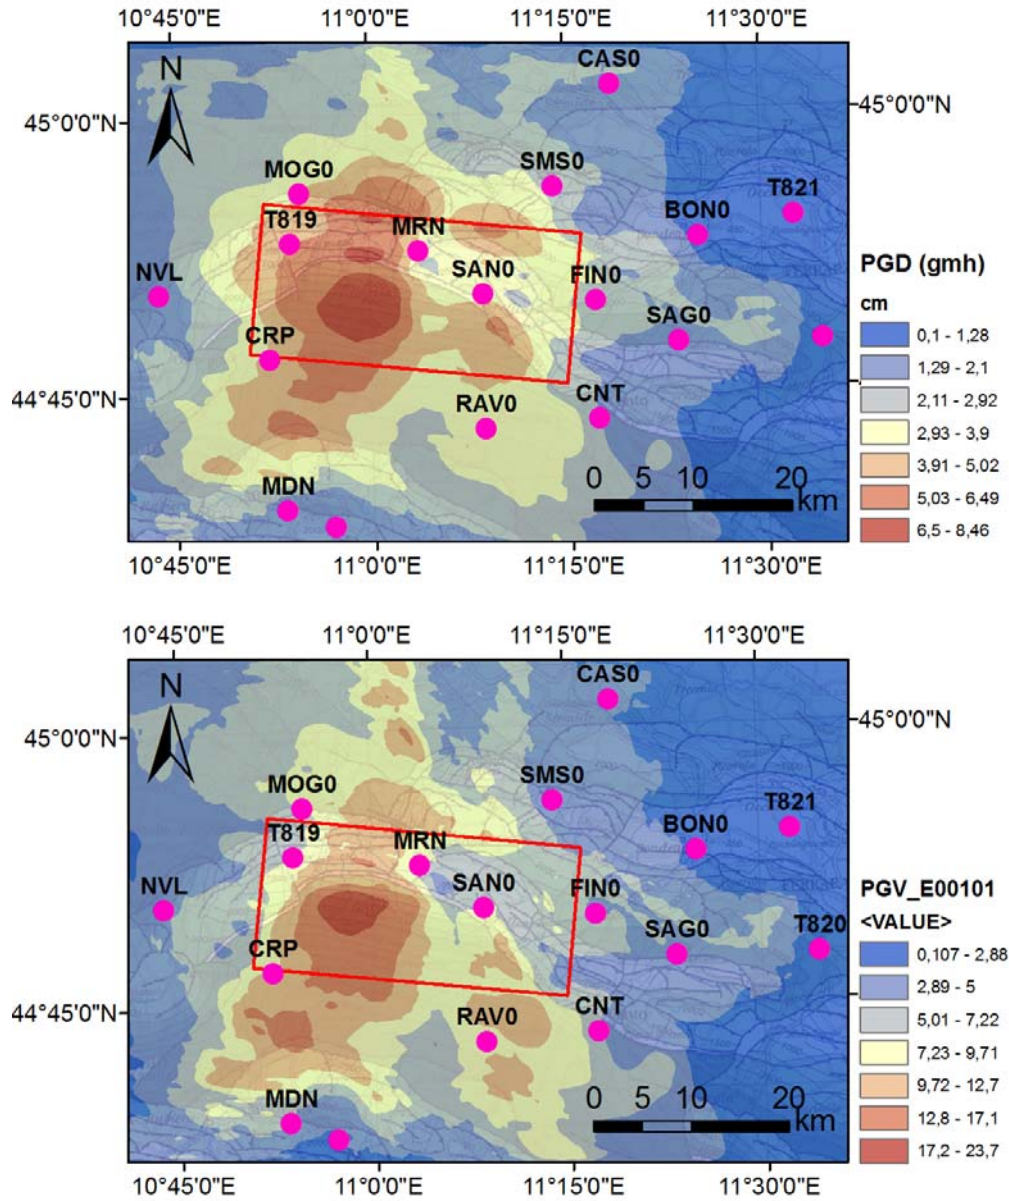 10°45'0"E 11°0'0"E 11°15'0"E 11°30'0"E
CAS0
N
45°0'0"N 45°0'0"N
SMS0
MOG0 T821
T819 MRN BON0
NVL SAN0 FIN0
SAG0
CRP
CNT
44°45'0"N RAV0
0 5 10 20
km
MDN
10°45'0"E 11°0'0"E 11°15'0"E 11°30'0"E
PGD (gmh)
cm
0,1 - 1,28
1,29 - 2,1
2,11 - 2,92
2,93 - 3,9
3,91 - 5,02
5,03 - 6,49
6,5 - 8,46
10°45'0"E 11°0'0"E 11°15'0"E 11°30'0"E
CAS0
N
45°0'0"N 45°0'0"N
SMS0
MOG0 T821
T819 MRN BON0
NVL SAN0 FIN0
SAG0 T820
CRP
CNT
44°45'0"N RAV0
0 5 10 20
km
MDN
10°45'0"E 11°0'0"E 11°15'0"E 11°30'0"E
PGV_E00101
<VALUE>
0,107 - 2,88
2,89 - 5
5,01 - 7,22
7,23 - 9,71
9,72 - 12,7
12,8 - 17,1
17,2 - 23,7